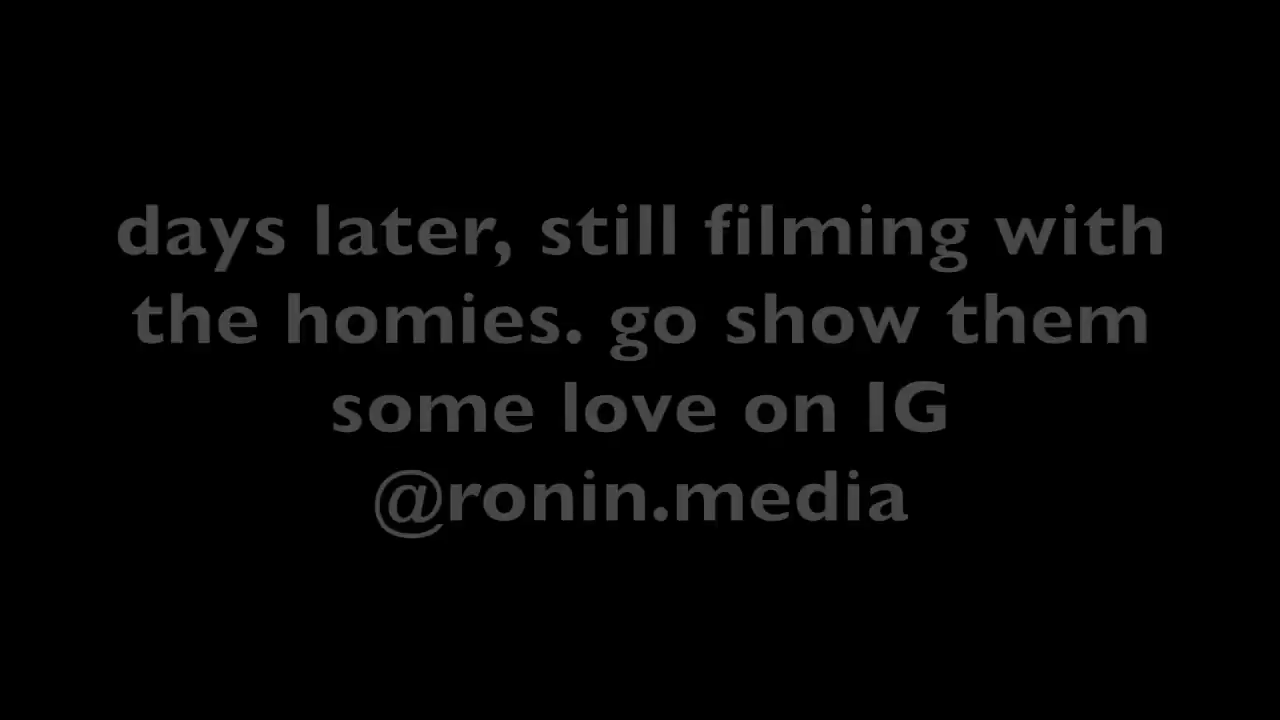 days later, still filming with
the homies. go show them
some love on IG
@ronin.media